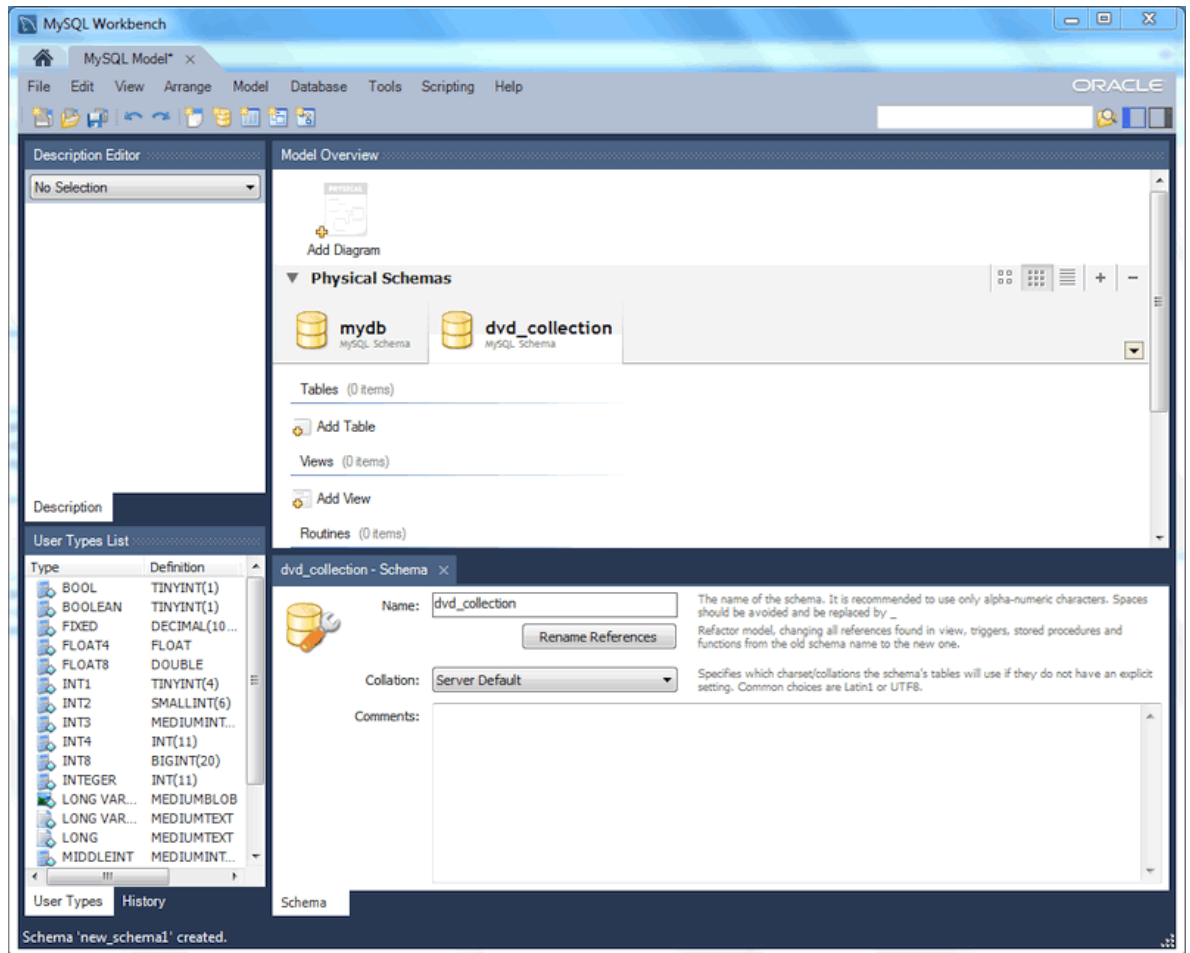 MySQL Workbench
MySQL Model* ×
File Edit View Arrange Model Database Tools Scripting Help
ORACLE
Description Editor
No Selection
Description
User Types List
Type Definition
BOOL TINYINT(1)
BOOLEAN TINYINT(1)
FIXED DECIMAL(10...
FLOAT4 FLOAT
FLOAT8 DOUBLE
INT1 TINYINT(4)
INT2 SMALLINT(6)
INT3 MEDIUMINT...
INT4 INT(11)
INT8 BIGINT(20)
INTEGER INT(11)
LONG VAR... MEDIUMBLOB
LONG VAR... MEDIUMTEXT
LONG MEDIUMTEXT
MIDDLEINT MEDIUMINT...
User Types History
Model Overview
PHYSICAL
Add Diagram
Physical Schemas
mydb
MySQL Schema
dvd_collection
MySQL Schema
Tables (0 items)
Add Table
Views (0 items)
Add View
Routines (0 items)
dvd_collection - Schema ×
Name: dvd_collection
The name of the schema. It is recommended to use only alpha-numeric characters. Spaces
should be avoided and be replaced by _
Rename References
Refactor model, changing all references found in view, triggers, stored procedures and
functions from the old schema name to the new one.
Collation: Server Default
Specifies which charset/collations the schema's tables will use if they do not have an explicit
setting. Common choices are Latin1 or UTF8.
Comments:
Schema
Schema 'new_schema1' created.